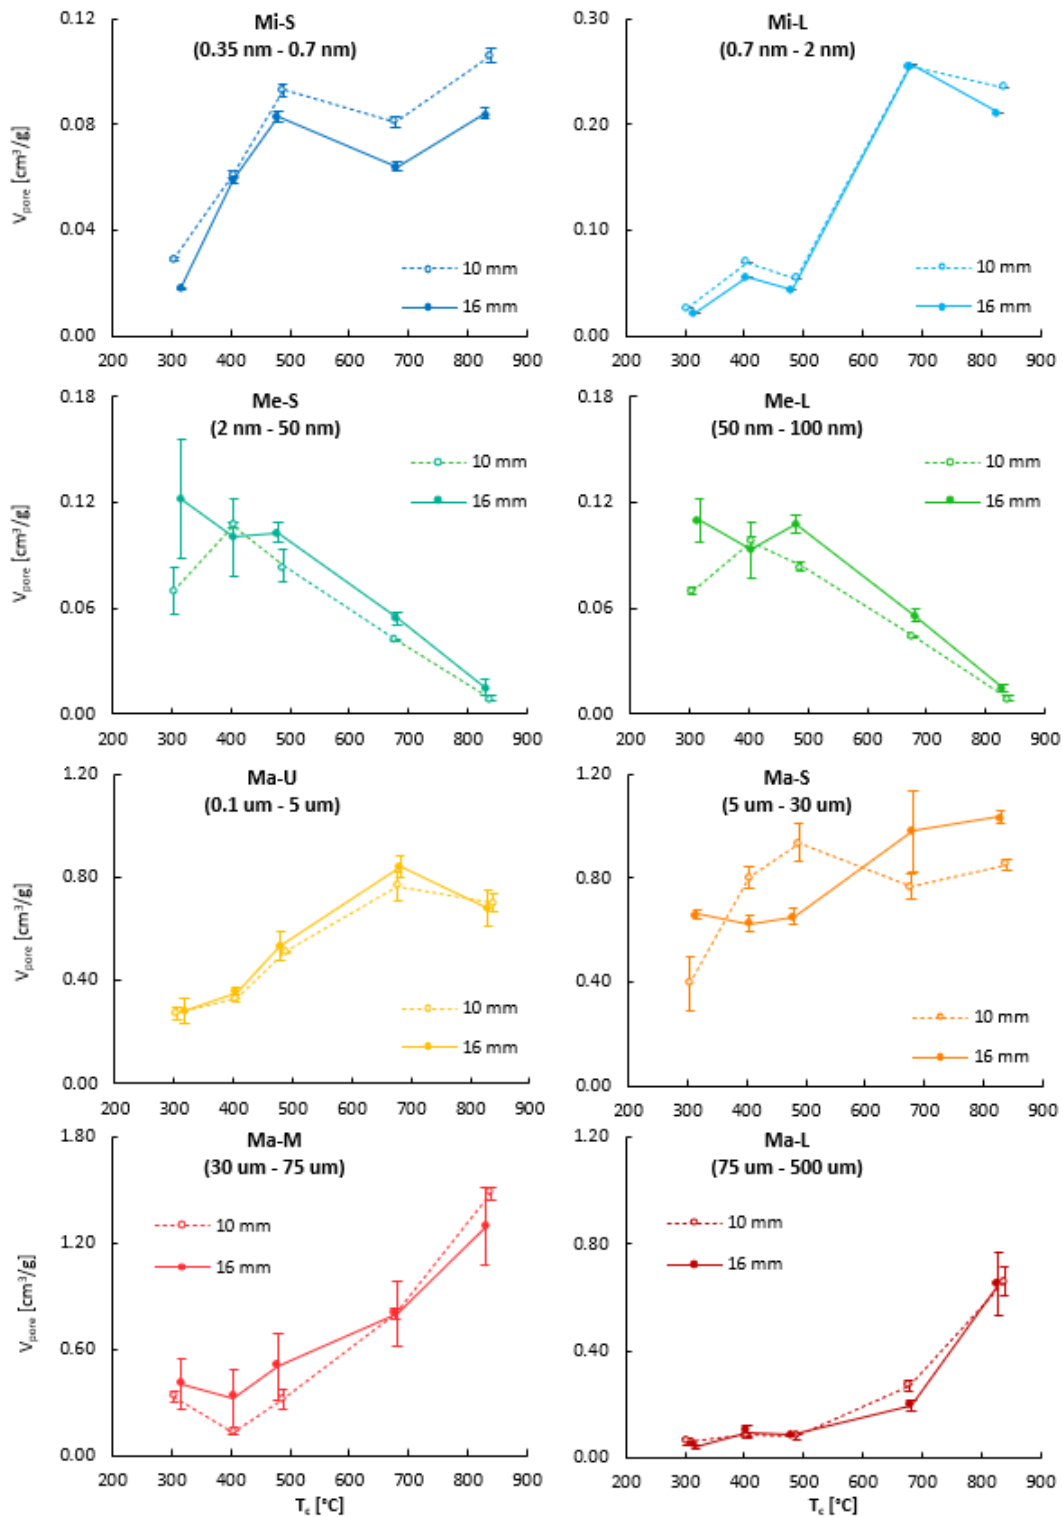 Mi-S
(0.35 nm - 0.7 nm)
0.12
0.08
0.04
0.00
Vpore [cm³/g]
10 mm
16 mm
200 300 400 500 600 700 800 900
Mi-L
(0.7 nm - 2 nm)
0.30
0.20
0.10
0.00
10 mm
16 mm
200 300 400 500 600 700 800 900
Me-S
(2 nm - 50 nm)
0.18
0.12
0.06
0.00
Vpore [cm³/g]
10 mm
16 mm
200 300 400 500 600 700 800 900
Me-L
(50 nm - 100 nm)
0.18
0.12
0.06
0.00
10 mm
16 mm
200 300 400 500 600 700 800 900
Ma-U
(0.1 um - 5 um)
1.20
0.80
0.40
0.00
Vpore [cm³/g]
10 mm
16 mm
200 300 400 500 600 700 800 900
Ma-S
(5 um - 30 um)
1.20
0.80
0.40
0.00
10 mm
16 mm
200 300 400 500 600 700 800 900
Ma-M
(30 um - 75 um)
1.80
1.20
0.60
0.00
Vpore [cm³/g]
10 mm
16 mm
200 300 400 500 600 700 800 900
Tc [°C]
Ma-L
(75 um - 500 um)
1.20
0.80
0.40
0.00
10 mm
16 mm
200 300 400 500 600 700 800 900
Tc [°C]